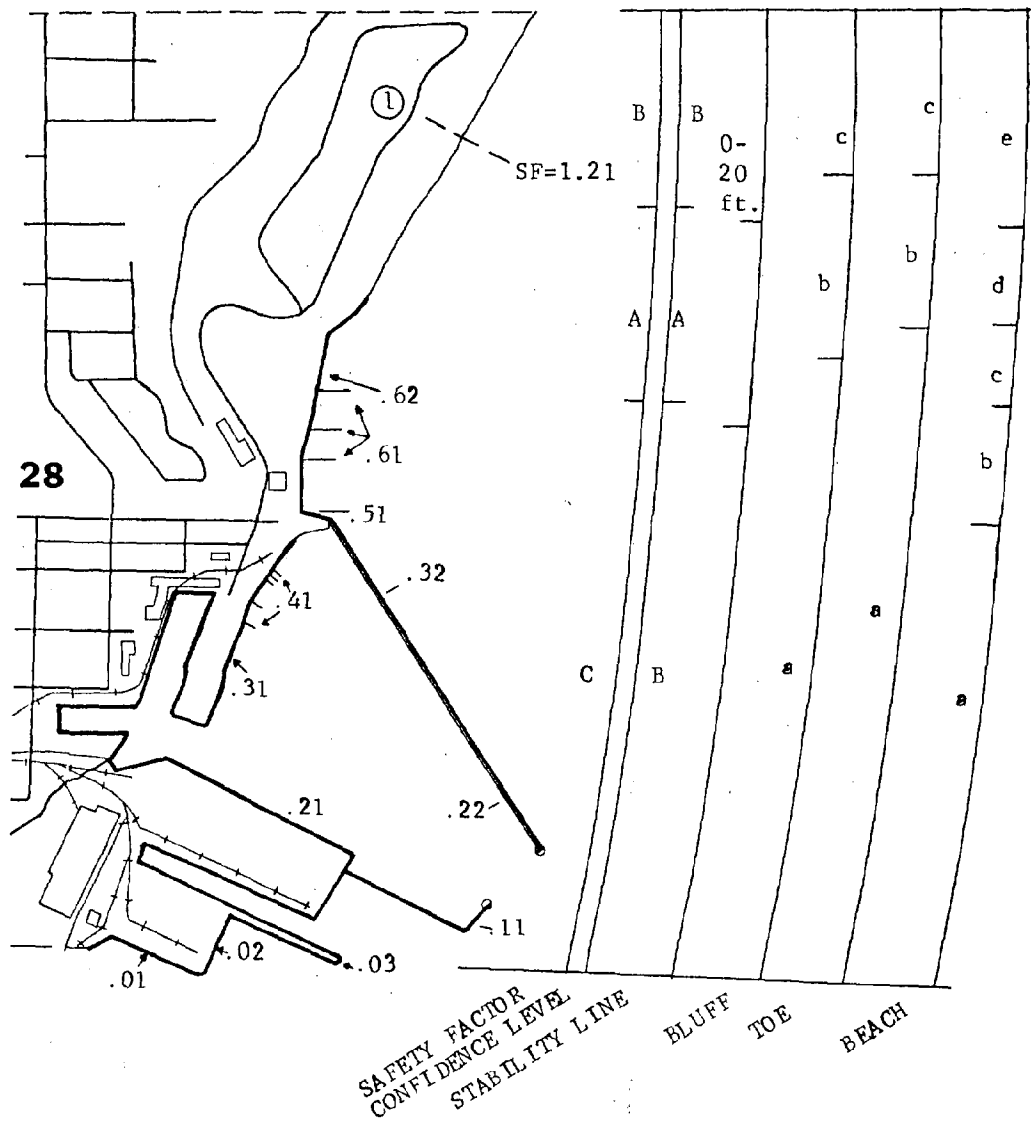 1
SF=1.21
B
B
0-
20
ft.
c
c
e
b
b
d
A
A
c
.62
.61
b
28
.51
.32
.41
a
.31
C
B
a
a
.21
.22
.11
.02
.03
.01
SAFETY FACTOR
CONFIDENCE LEVEL
STABILITY LINE
BLUFF
TOE
BEACH